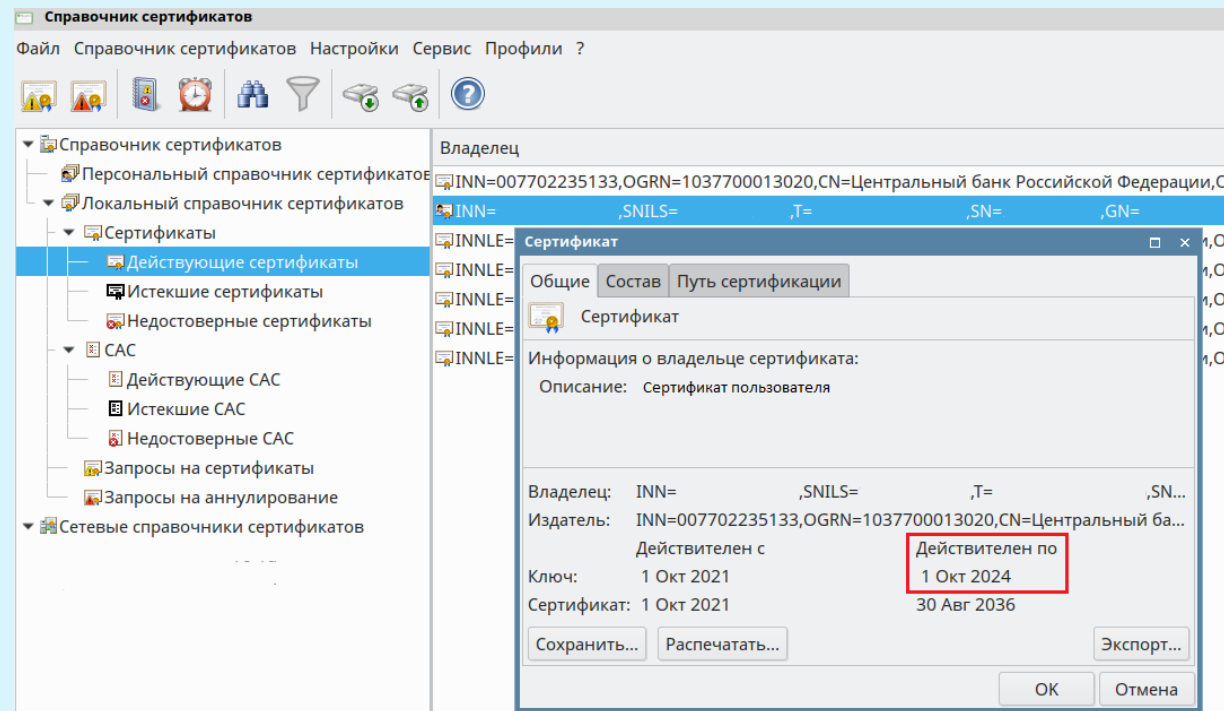 Справочник сертификатов
Файл Справочник сертификатов Настройки Сервис Профили ?
Справочник сертификатов
Персональный справочник сертификатов
Локальный справочник сертификатов
Сертификаты
Действующие сертификаты
Истекшие сертификаты
Недостоверные сертификаты
САС
Действующие САС
Истекшие САС
Недостоверные САС
Запросы на сертификаты
Запросы на аннулирование
Сетевые справочники сертификатов
Владелец
INN=007702235133,OGRN=1037700013020,CN=Центральный банк Российской Федерации,O
INN= ,SNILS= ,T= ,SN= ,GN=
INNLE= и,O
INNLE= и,O
INNLE= и,O
INNLE= и,O
INNLE= и,O
Сертификат
Общие Состав Путь сертификации
Сертификат
Информация о владельце сертификата:
Описание: Сертификат пользователя
Владелец: INN= ,SNILS= ,T= ,SN...
Издатель: INN=007702235133,OGRN=1037700013020,CN=Центральный ба...
Действителен с Действителен по
Ключ: 1 Окт 2021 1 Окт 2024
Сертификат: 1 Окт 2021 30 Авг 2036
Сохранить... Распечатать... Экспорт...
OK Отмена